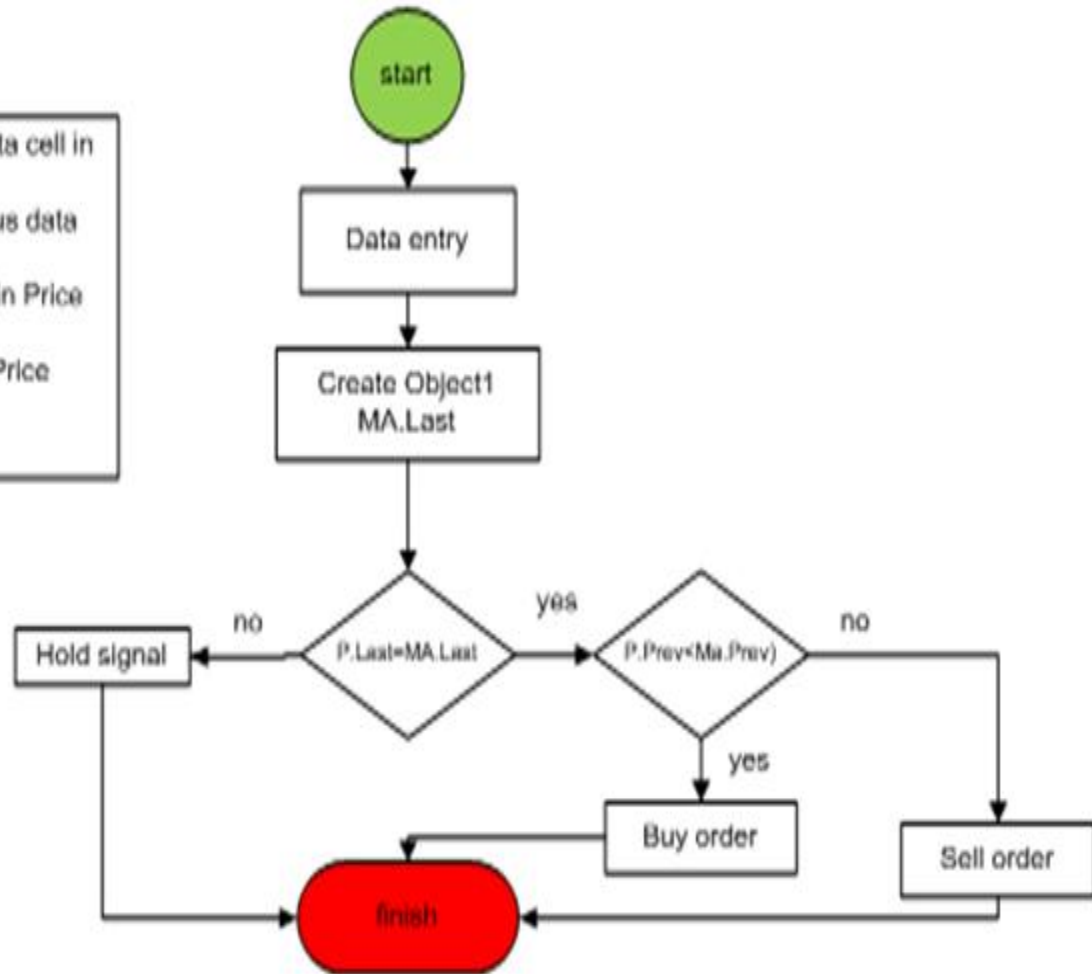 start
ta cell in
us data
in Price
Price
Data entry
Create Object1
MA.Last
no
yes
no
Hold signal
P.Last=MA.Last
P.Prev<Ma.Prev)
yes
Buy order
Sell order
finish